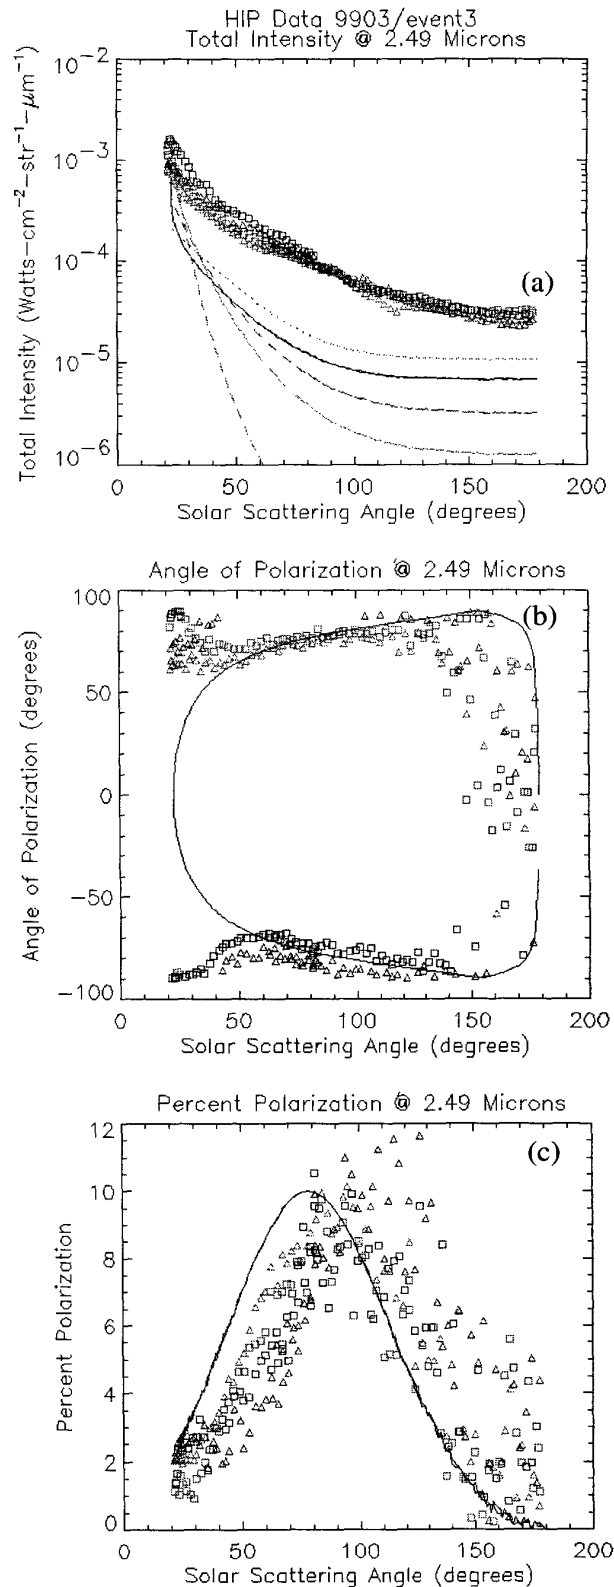 HIP Data 9903/event3
Total Intensity @ 2.49 Microns
10⁻²
10⁻³
10⁻⁴
10⁻⁵
10⁻⁶
Total Intensity (Watts−cm⁻²−str⁻¹−μm⁻¹)
(a)
0 50 100 150 200
Solar Scattering Angle (degrees)
Angle of Polarization @ 2.49 Microns
100
50
0
−50
−100
Angle of Polarization (degrees)
(b)
0 50 100 150 200
Solar Scattering Angle (degrees)
Percent Polarization @ 2.49 Microns
12
10
8
6
4
2
0
Percent Polarization
(c)
0 50 100 150 200
Solar Scattering Angle (degrees)